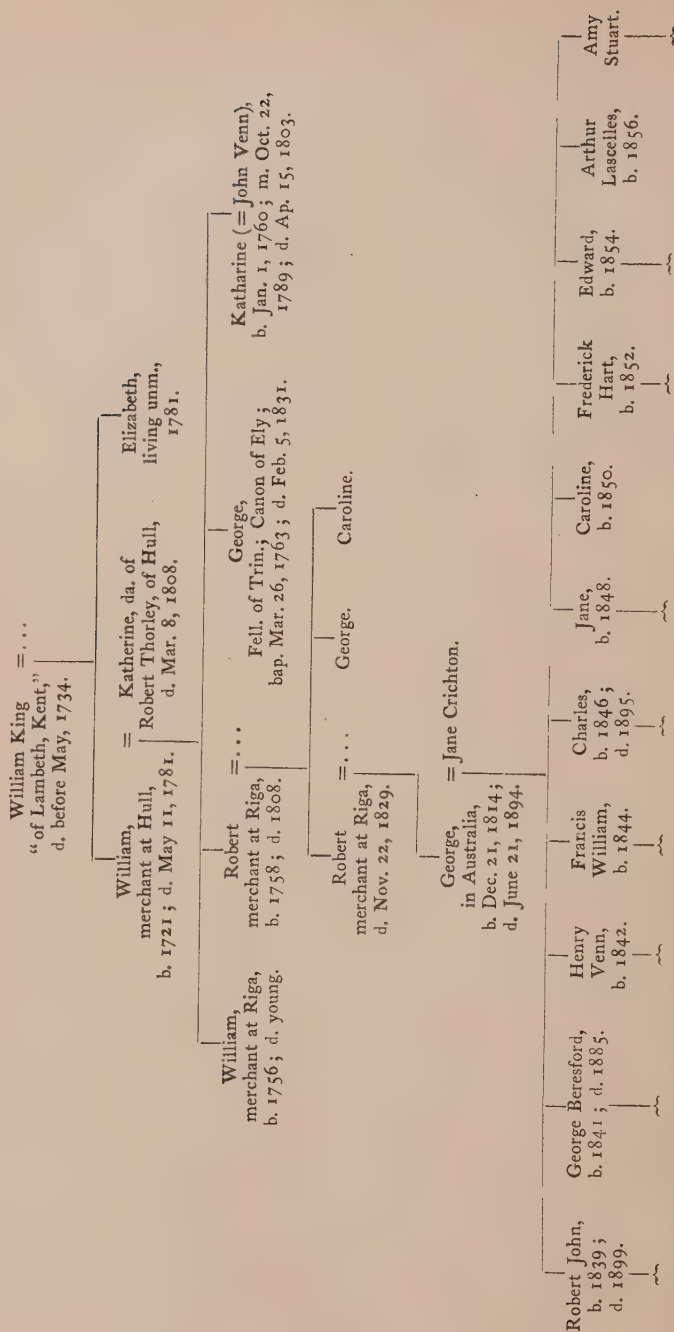 William King =...
“of Lambeth, Kent,”
d. before May, 1734.
William,
merchant at Hull,
b. 1721; d. May 11, 1781.
= Katherine, da. of
Robert Thorley, of Hull,
d. Mar. 8, 1808.
Elizabeth,
living unm.,
1781.
William,
merchant at Riga,
b. 1756; d. young.
Robert =...
merchant at Riga,
b. 1758; d. 1808.
George,
Fell. of Trin.; Canon of Ely;
bap. Mar. 26, 1763; d. Feb. 5, 1831.
Katharine (= John Venn),
b. Jan. 1, 1760; m. Oct. 22,
1789; d. Ap. 15, 1803.
Robert =...
merchant at Riga,
d. Nov. 22, 1829.
George.
Caroline.
George,
in Australia,
b. Dec. 21, 1814;
d. June 21, 1894.
= Jane Crichton.
Robert John,
b. 1839;
d. 1899.
George Beresford,
b. 1841; d. 1885.
Henry
Venn,
b. 1842.
Francis
William,
b. 1844.
Charles,
b. 1846;
d. 1895.
Jane,
b. 1848.
Caroline,
b. 1850.
Frederick
Hart,
b. 1852.
Edward,
b. 1854.
Arthur
Lascelles,
b. 1856.
Amy
Stuart.